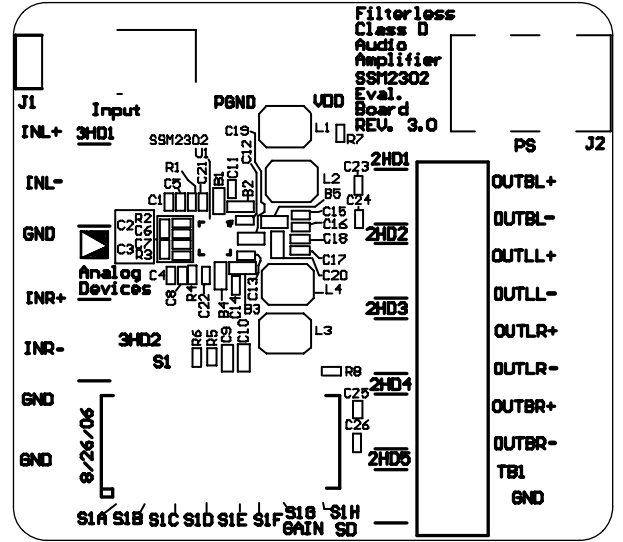 Filterless
Class D
Audio
Amplifier
SSM2302
Eval.
Board
REV. 3.0
J1
Input
PGND
VDD
PS
J2
INL+
3HD1
SSM2302
U1
C19
C12
L1
R7
INL-
R1
C5
C21
C1
B1
C11
B2
L2
B5
C23
2HD1
OUTBL+
C24
GND
C2
R2
C6
C7
C3
R3
C15
C16
C18
C17
C20
2HD2
OUTBL-
OUTLL+
Analog
Devices
C4
C8
R4
C22
B4
C14
C13
B3
L4
OUTLL-
INR+
2HD3
3HD2
L3
OUTLR+
INR-
S1
R6
R5
C9
C10
R8
OUTLR-
2HD4
GND
C25
OUTBR+
C26
OUTBR-
GND
8/26/06
2HD5
TB1
GND
S1A S1B S1C S1D S1E S1F S1G S1H
GAIN SD